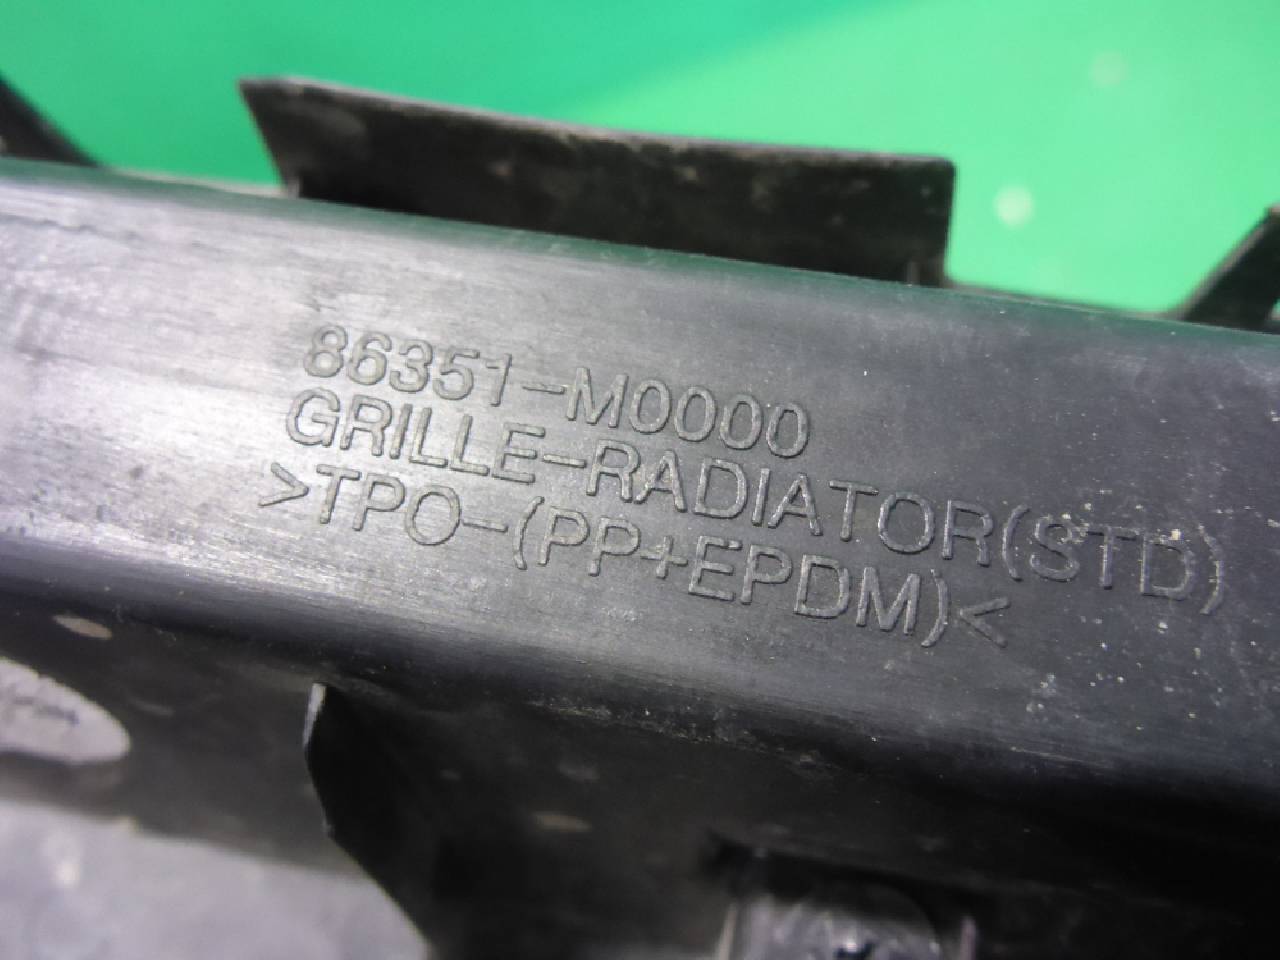 86351-M0000
GRILLE-RADIATOR(STD)
>TPO-(PP+EPDM)<